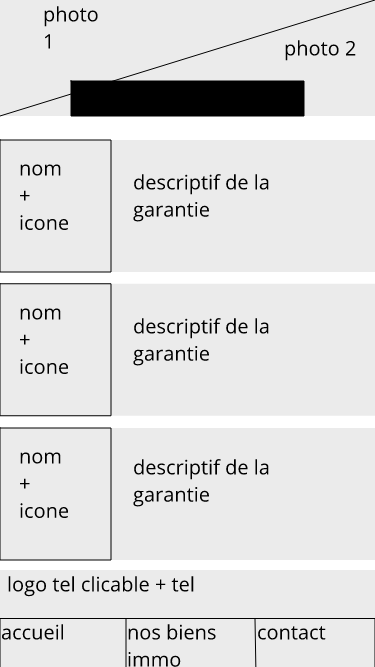 photo
1
photo 2
nom
+
icone
descriptif de la
garantie
nom
+
icone
descriptif de la
garantie
nom
+
icone
descriptif de la
garantie
logo tel clicable + tel
accueil
nos biens
immo
contact